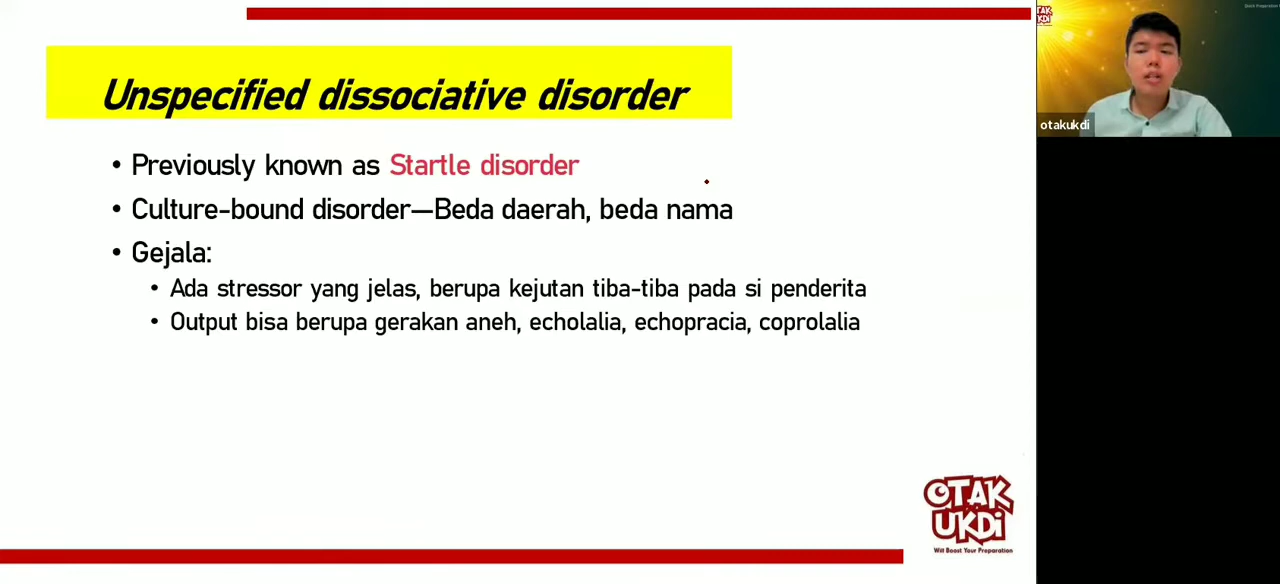 Unspecified dissociative disorder
• Previously known as Startle disorder
• Culture-bound disorder—Beda daerah, beda nama
• Gejala:
• Ada stressor yang jelas, berupa kejutan tiba-tiba pada si penderita
• Output bisa berupa gerakan aneh, echolalia, echopracia, coprolalia
OTAK
UKDI
Will Boost Your Preparation
OTAK
UKDI
otakukdi